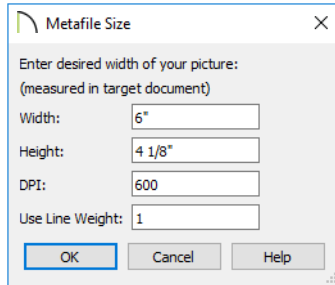 Metafile Size
Enter desired width of your picture:
(measured in target document)
Width: 6"
Height: 4 1/8"
DPI: 600
Use Line Weight: 1
OK Cancel Help